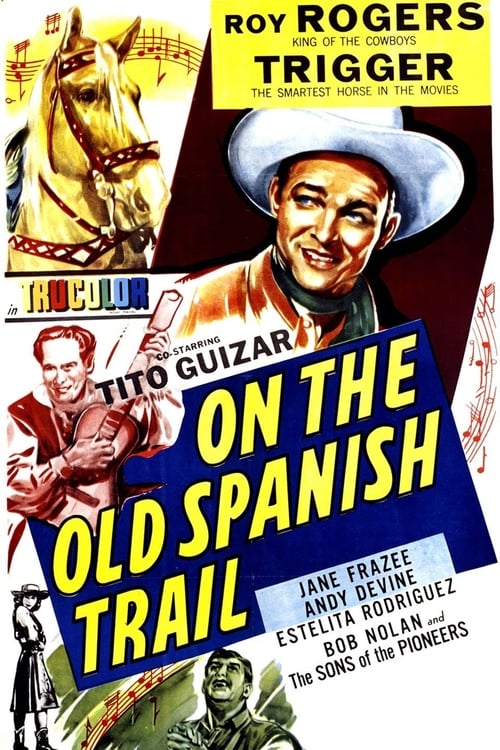 ROY ROGERS
KING OF THE COWBOYS
TRIGGER
THE SMARTEST HORSE IN THE MOVIES
in TRUCOLOR
CO-STARRING
TITO GUIZAR
ON THE
OLD SPANISH
TRAIL
JANE FRAZEE
ANDY DEVINE
ESTELITA RODRIGUEZ
BOB NOLAN and
The SONS of the PIONEERS